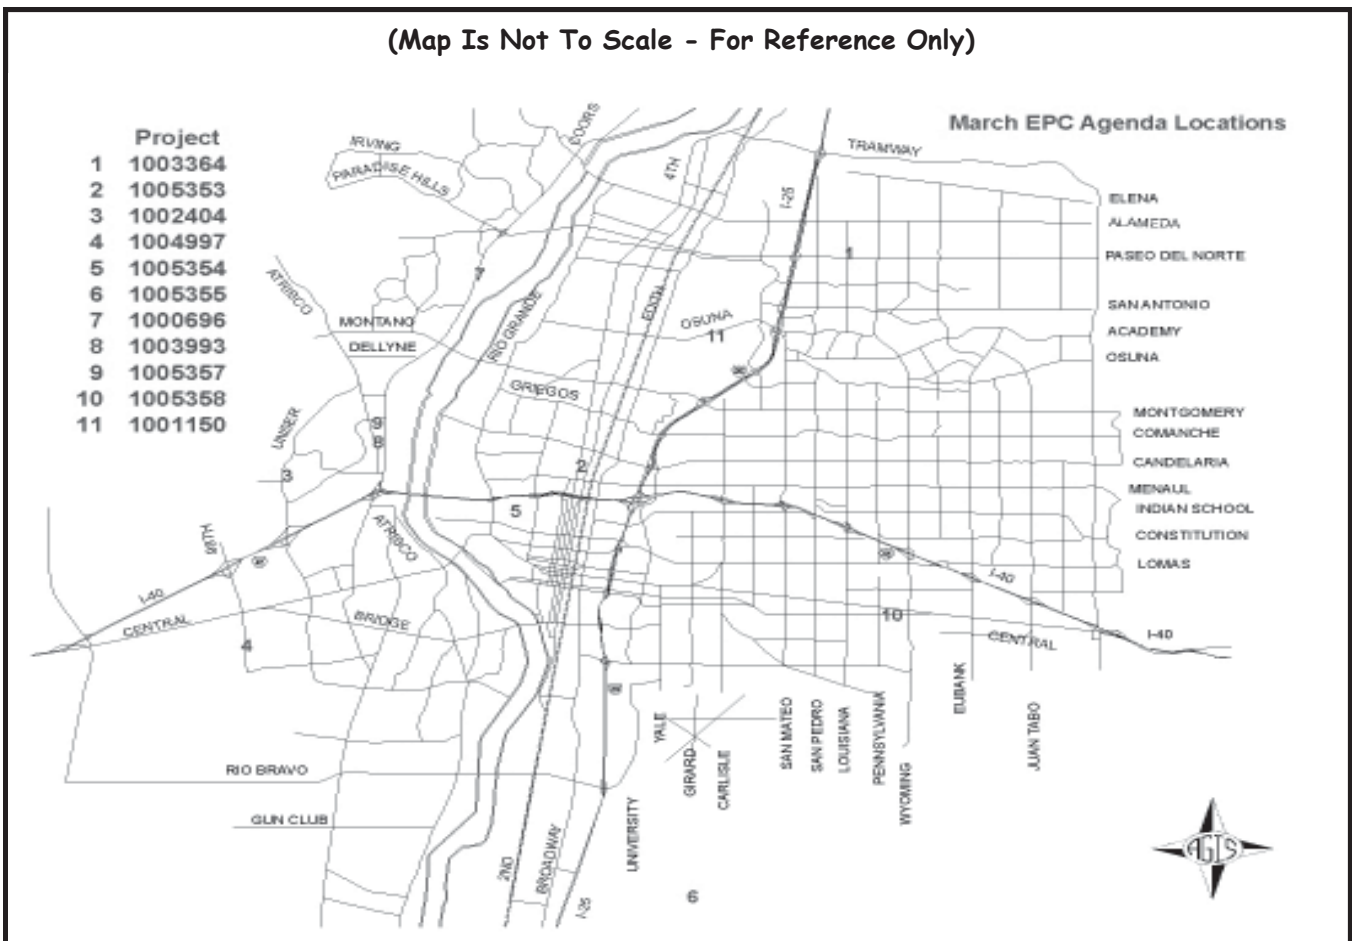 (Map Is Not To Scale - For Reference Only)
March EPC Agenda Locations
Project
1 1003364
2 1005353
3 1002404
4 1004997
5 1005354
6 1005355
7 1000696
8 1003993
9 1005357
10 1005358
11 1001150
IRVING
PARADISE HILLS
4TH
I-25
TRAMWAY
ELENA
ALAMEDA
1
PASEO DEL NORTE
ATRISCO
RIO GRANDE
EDITH
SAN ANTONIO
MONTANO
OSUNA
11
ACADEMY
DELLYNE
OSUNA
GRIEGOS
MONTGOMERY
UNSER
9
8
COMANCHE
3
2
CANDELARIA
MENAUL
5
INDIAN SCHOOL
98TH
ATRISCO
CONSTITUTION
LOMAS
I-40
I-40
CENTRAL
BRIDGE
10
CENTRAL
I-40
4
EUBANK
YALE
SAN MATEO
SAN PEDRO
LOUISIANA
PENNSYLVANIA
JUAN TABO
GIRARD
CARLISLE
WYOMING
RIO BRAVO
GUN CLUB
UNIVERSITY
2ND
BROADWAY
I-25
6
AGIS